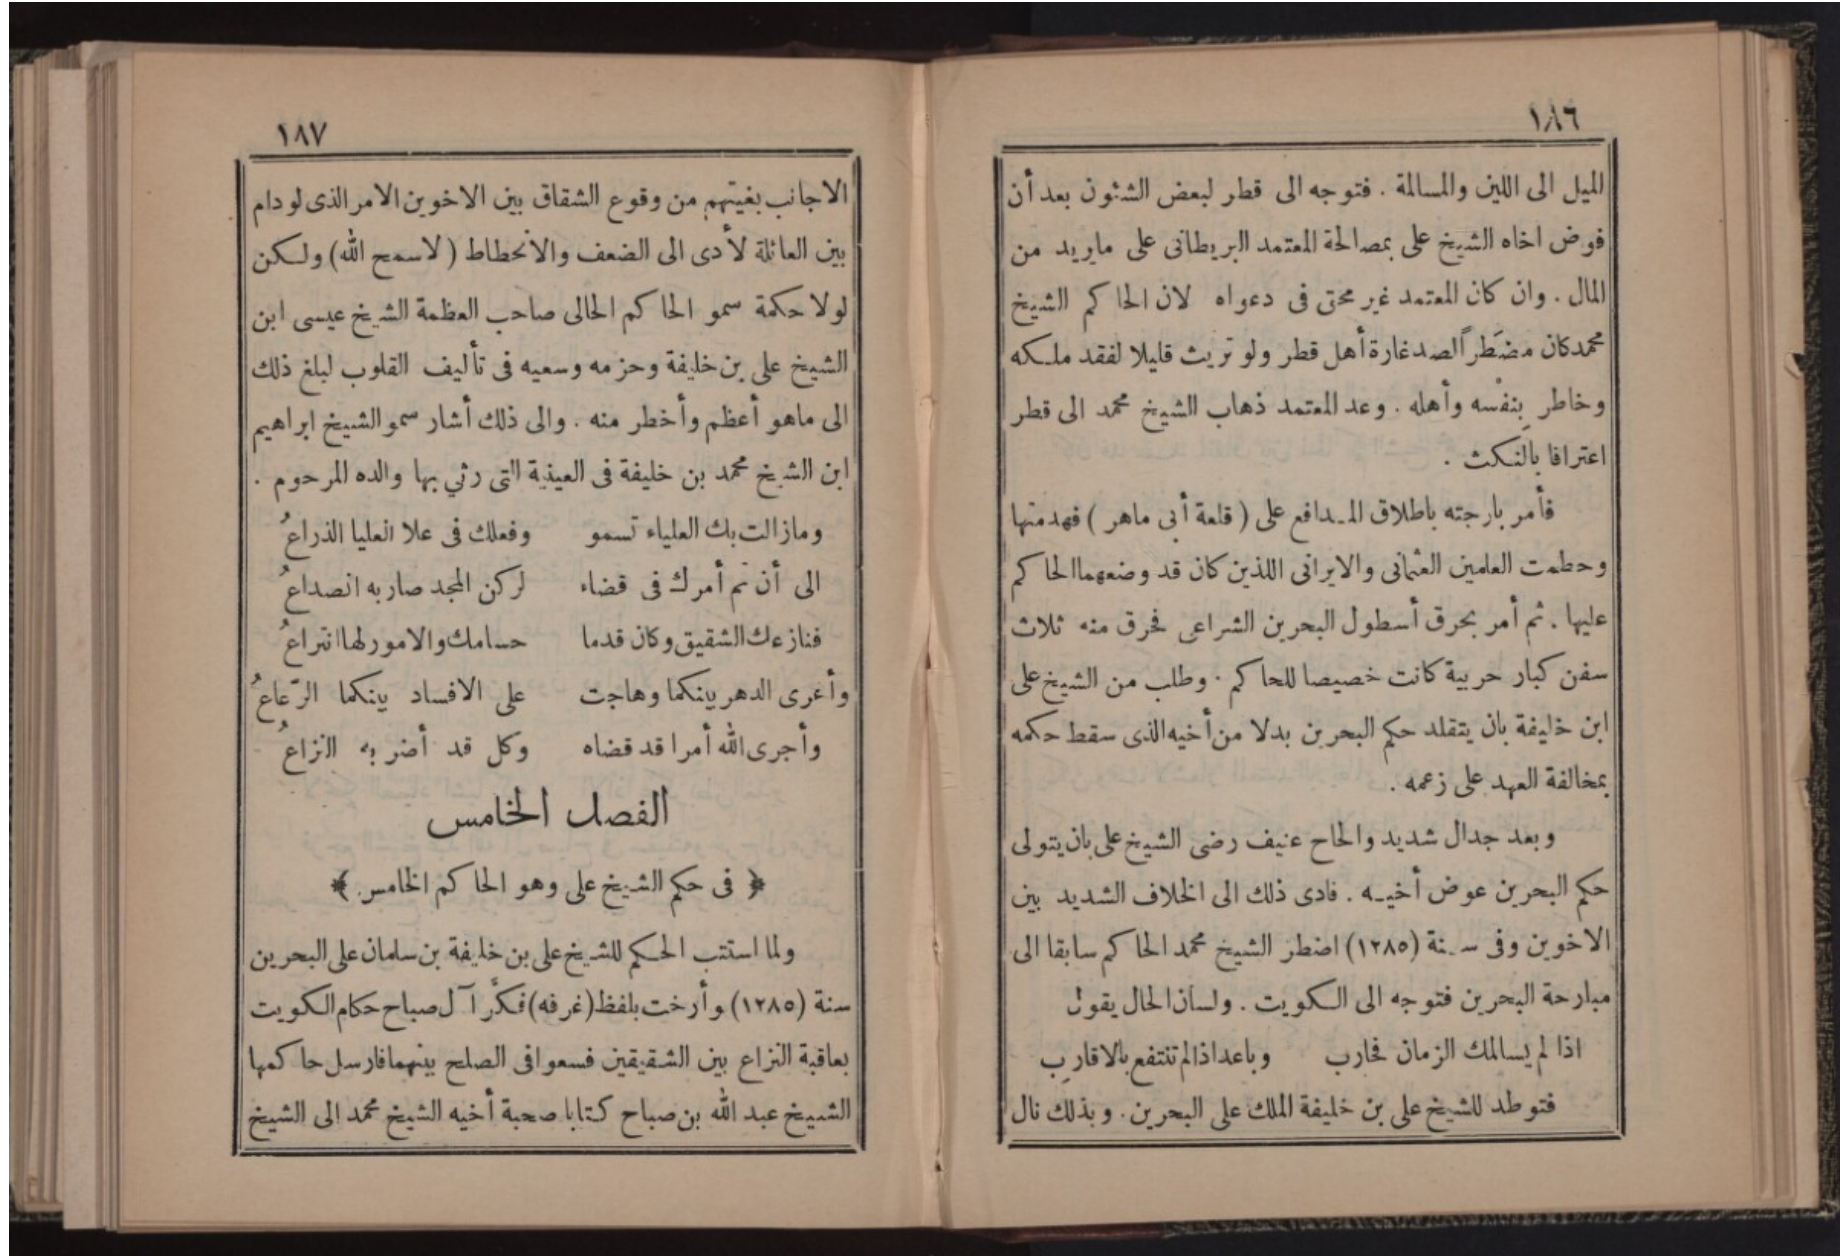 ١٨٦
الميل الى اللين والمسالمة . فتوجه الى قطر لبعض الشئون بعد أن
فوض اخاه الشيخ على بمصالحة المعتمد البريطانى على مايريد من
المال . وان كان المعتمد غير محق فى دعواه لان الحاكم الشيخ
محمدكان مضَطراً لصد غارة أهل قطر ولو تريث قليلا لفقد ملكه
وخاطر بِنفْسه وأهله . وعد المعتمد ذهاب الشيخ محمد الى قطر
اعترافا بالنكث .
فأمر بارجته باطلاق المدافع على ( قلعة أبى ماهر ) فهدمتها
وحطمت العلمين العثمانى والايرانى اللذين كان قد وضعهما الحاكم
عليها . ثم أمر بحرق أسطول البحرين الشراعى فحرق منه ثلاث
سفن كبار حربية كانت خصيصا للحاكم . وطلب من الشيخ على
ابن خليفة بان يتقلد حكم البحرين بدلا من أخيه الذى سقط حكمه
بمخالفة العهد على زعمه .
وبعد جدال شديد والحاح عنيف رضى الشيخ على بان يتولى
حكم البحرين عوض أخيه . فادى ذلك الى الخلاف الشديد بين
الاخوين وفى سنة (١٢٨٥) اضطر الشيخ محمد الحاكم سابقا الى
مبارحة البحرين فتوجه الى الكويت . ولسان الحال يقول
اذا لم يسالمك الزمان فحارب وباعد اذا لم تنتفع بالاقاربِ
فتوطد للشيخ على بن خليفة الملك على البحرين . وبذلك نال
١٨٧
الاجانب بغيتهم من وقوع الشقاق بين الاخوين الامر الذى لو دام
بين العائلة لأدى الى الضعف والانحطاط ( لاسمح الله) ولكن
لولا حكمة سمو الحاكم الحالى صاحب العظمة الشيخ عيسى ابن
الشيخ على بن خليفة وحزمه وسعيه فى تأليف القلوب لبلغ ذلك
الى ماهو أعظم وأخطر منه . والى ذلك أشار سمو الشيخ ابراهيم
ابن الشيخ محمد بن خليفة فى العينية التى رثي بها والده المرحوم .
ومازالت بك العلياء تسمو وفعلك فى علا العليا الذراعُ
الى أن تم أمرك فى قضاء لركن المجد صار به انصداعُ
فنازعك الشقيق وكان قدما حسامك والامور لها انتراعُ
وأغرى الدهر بينكما وهاجت على الافساد بينكما الرّعاعُ
وأجرى الله أمرا قد قضاه وكل قد أضر به النزاعُ
الفصل الخامس
﴿ فى حكم الشيخ على وهو الحاكم الخامس . ﴾
ولما استتب الحكم للشيخ على بن خليفة بن سلمان على البحرين
سنة (١٢٨٥) وأرخت بلفظ (غرفه) فكَّر آل صباح حكام الكويت
بعاقبة النزاع بين الشقيقين فسعوا فى الصلح بينهما فارسل حاكمها
الشيخ عبد الله بن صباح كتابا صحبة أخيه الشيخ محمد الى الشيخ